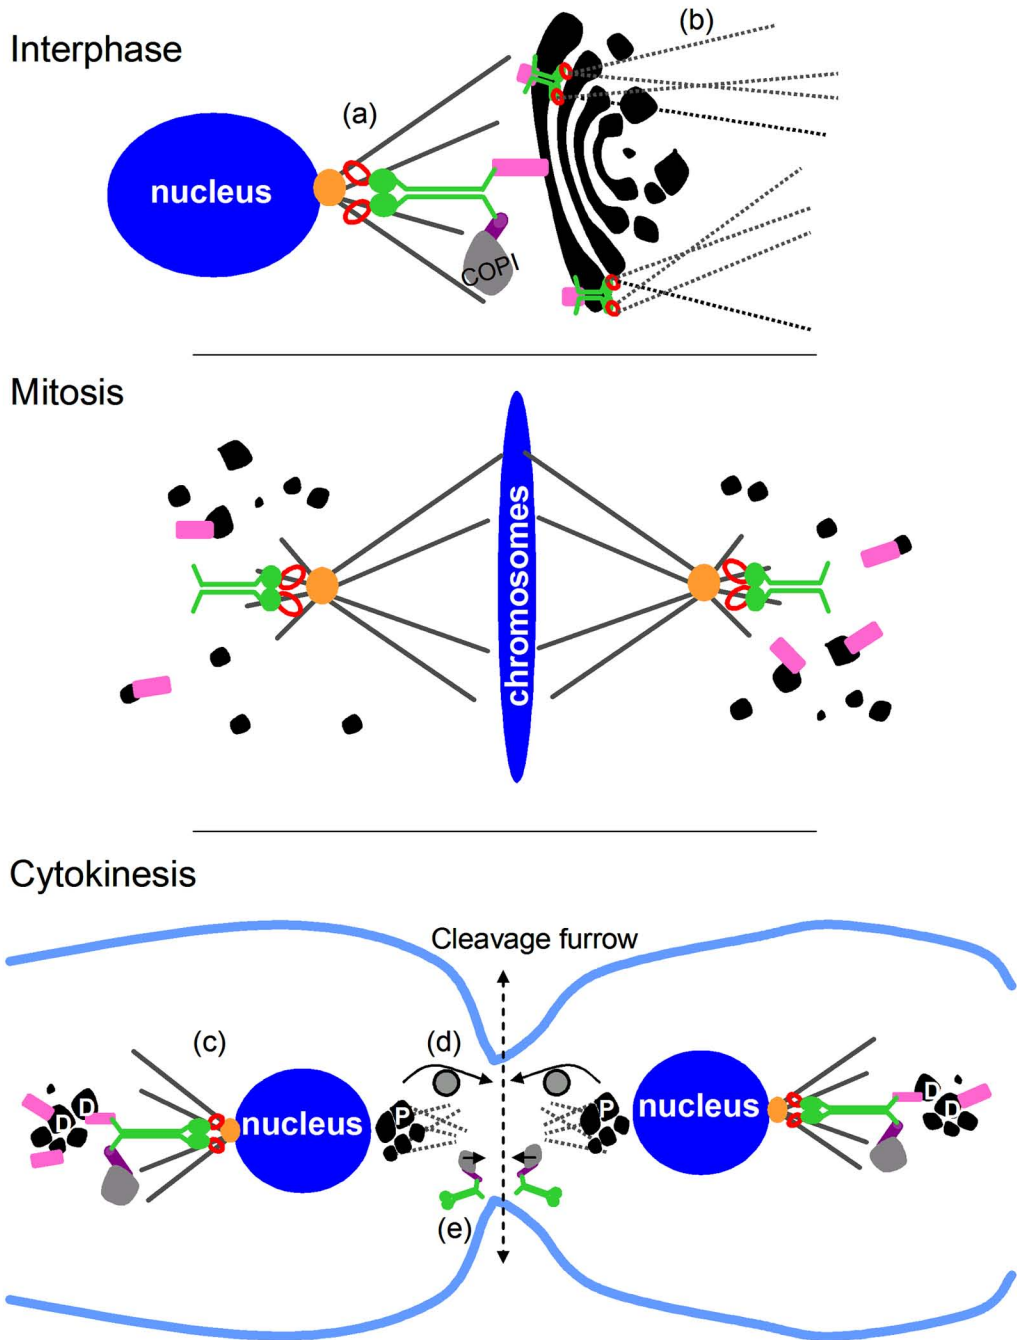 Interphase
(b)
(a)
nucleus
COPI
Mitosis
chromosomes
Cytokinesis
Cleavage furrow
(c)
(d)
D
D
nucleus
P
P
nucleus
D
D
(e)